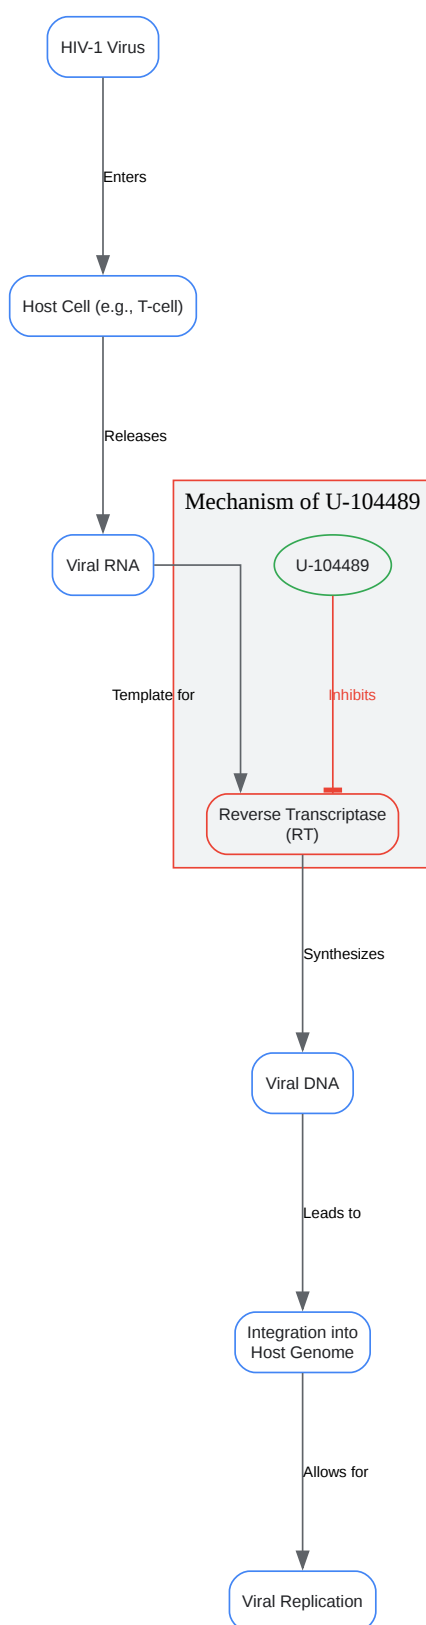 HIV-1 Virus
Enters
Host Cell (e.g., T-cell)
Releases
Mechanism of U-104489
Viral RNA
U-104489
Template for
Inhibits
Reverse Transcriptase
(RT)
Synthesizes
Viral DNA
Leads to
Integration into
Host Genome
Allows for
Viral Replication